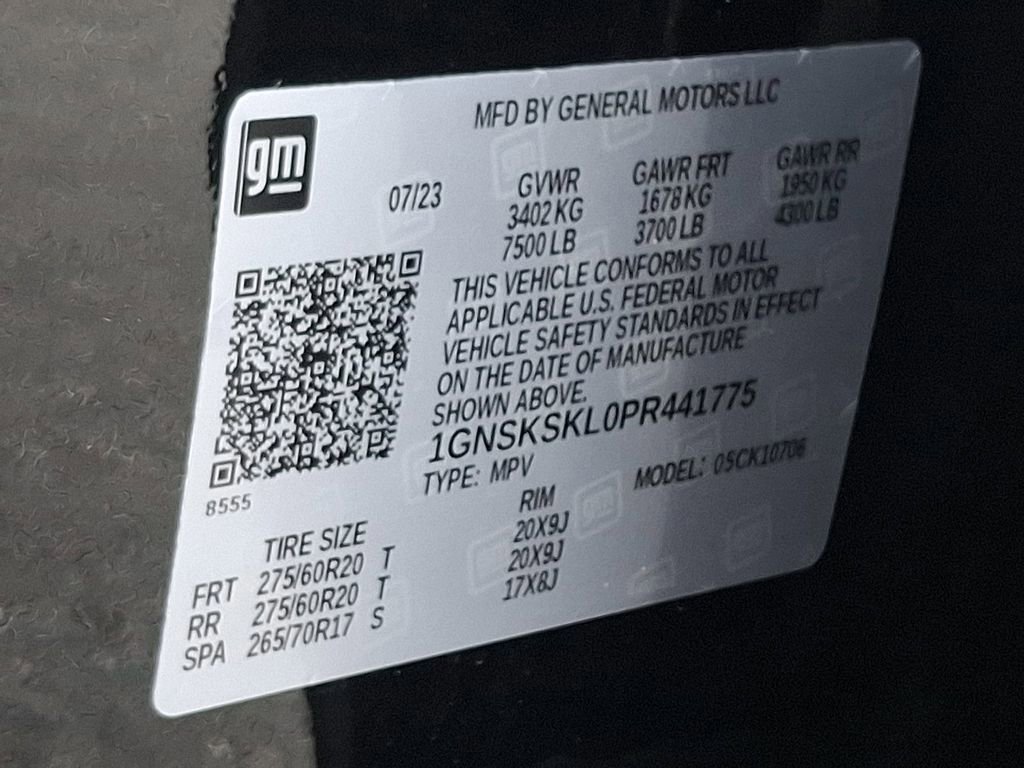 gm
MFD BY GENERAL MOTORS LLC
07/23
GVWR GAWR FRT GAWR RR
3402 KG 1678 KG 1950 KG
7500 LB 3700 LB 4300 LB
THIS VEHICLE CONFORMS TO ALL
APPLICABLE U.S. FEDERAL MOTOR
VEHICLE SAFETY STANDARDS IN EFFECT
ON THE DATE OF MANUFACTURE
SHOWN ABOVE.
1GNSKSKL0PR441775
TYPE: MPV MODEL: 05CK10706
8555
TIRE SIZE RIM
FRT 275/60R20 T 20X9J
RR 275/60R20 T 20X9J
SPA 265/70R17 S 17X8J